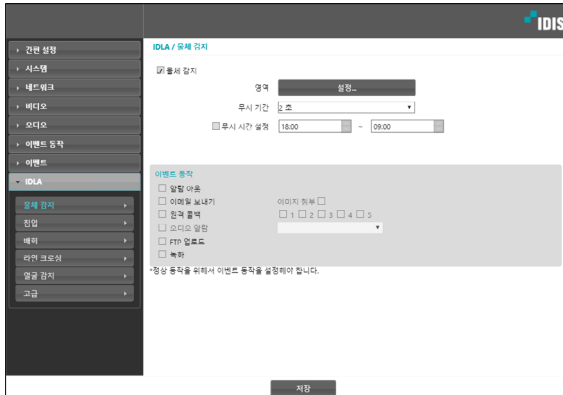 IDIS
간편 설정
시스템
네트워크
비디오
오디오
이벤트 동작
이벤트
IDLA
물체 감지
진입
배회
라인 크로싱
얼굴 감지
고급
IDLA / 물체 감지
물체 감지
영역 설정...
무시 기간 2 초
무시 시간 설정 18:00 ~ 09:00
이벤트 동작
알람 아웃
이메일 보내기 이미지 첨부
원격 콜백 1 2 3 4 5
오디오 알람
FTP 업로드
녹화
*정상 동작을 위해서 이벤트 동작을 설정해야 합니다.
저장